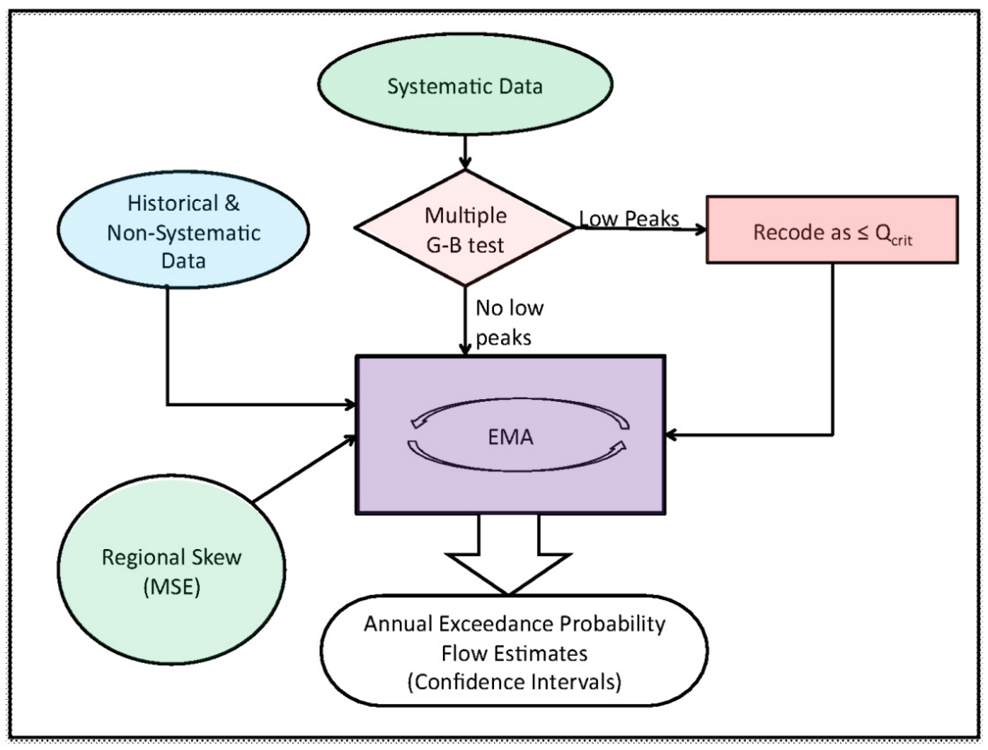 Systematic Data
Historical &
Non-Systematic
Data
Multiple
G-B test
Low Peaks
Recode as ≤ Qcrit
No low
peaks
EMA
Regional Skew
(MSE)
Annual Exceedance Probability
Flow Estimates
(Confidence Intervals)